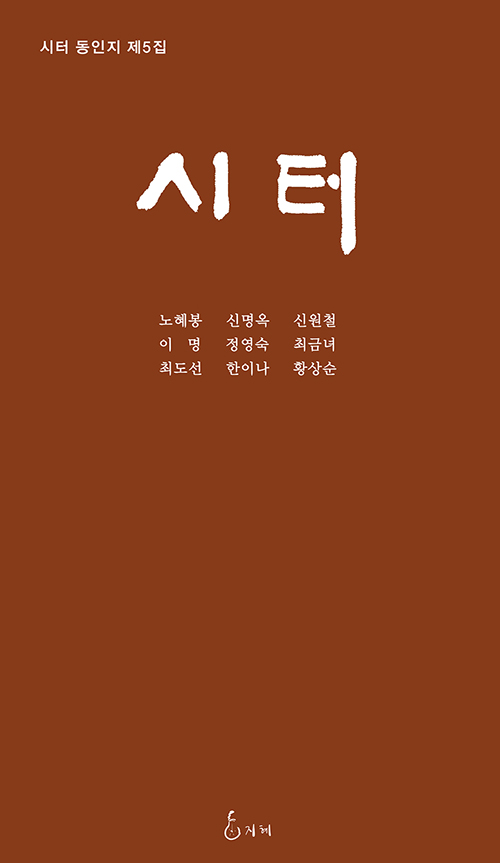 시터 동인지 제5집
시터
노혜봉 신명옥 신원철
이 명 정영숙 최금녀
최도선 한이나 황상순
지혜